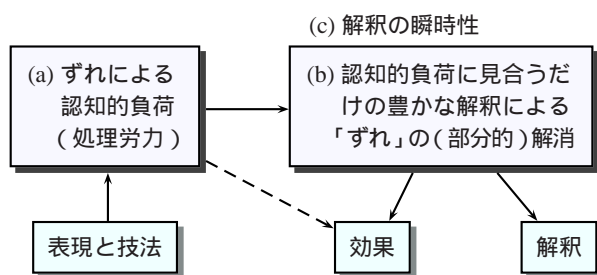 (c) 解釈の瞬時性
(a) ずれによる
認知的負荷
(処理労力)
(b) 認知的負荷に見合うだ
けの豊かな解釈による
「ずれ」の(部分的)解消
表現と技法
効果
解釈